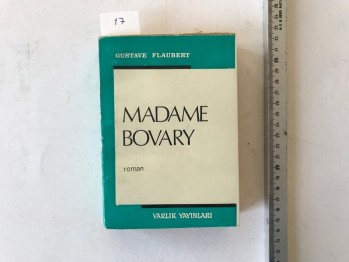 17
GUSTAVE FLAUBERT
MADAME
BOVARY
roman
VARLIK YAYINLARI